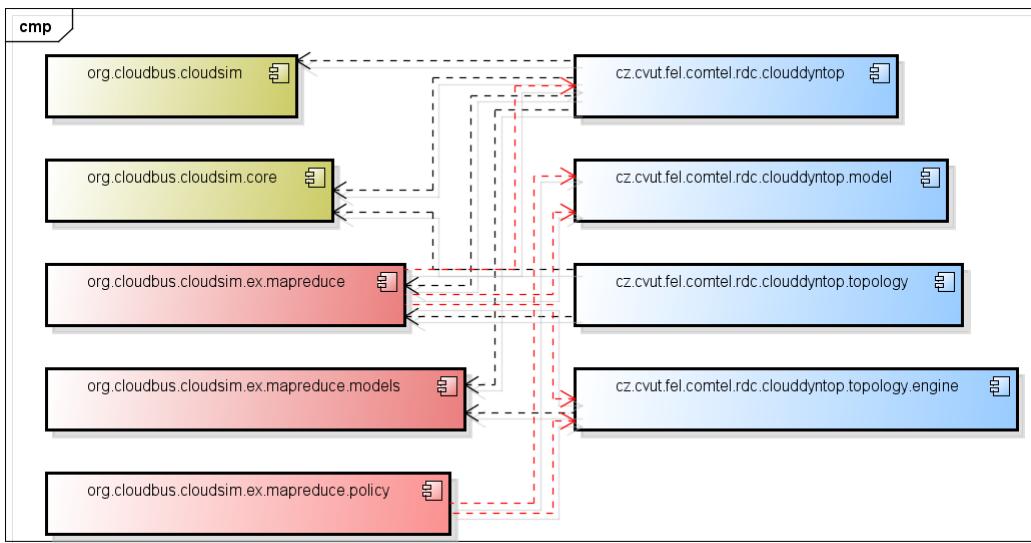 cmp
org.cloudbus.cloudsim
cz.cvut.fel.comtel.rdc.clouddyntop
org.cloudbus.cloudsim.core
cz.cvut.fel.comtel.rdc.clouddyntop.model
org.cloudbus.cloudsim.ex.mapreduce
cz.cvut.fel.comtel.rdc.clouddyntop.topology
org.cloudbus.cloudsim.ex.mapreduce.models
cz.cvut.fel.comtel.rdc.clouddyntop.topology.engine
org.cloudbus.cloudsim.ex.mapreduce.policy